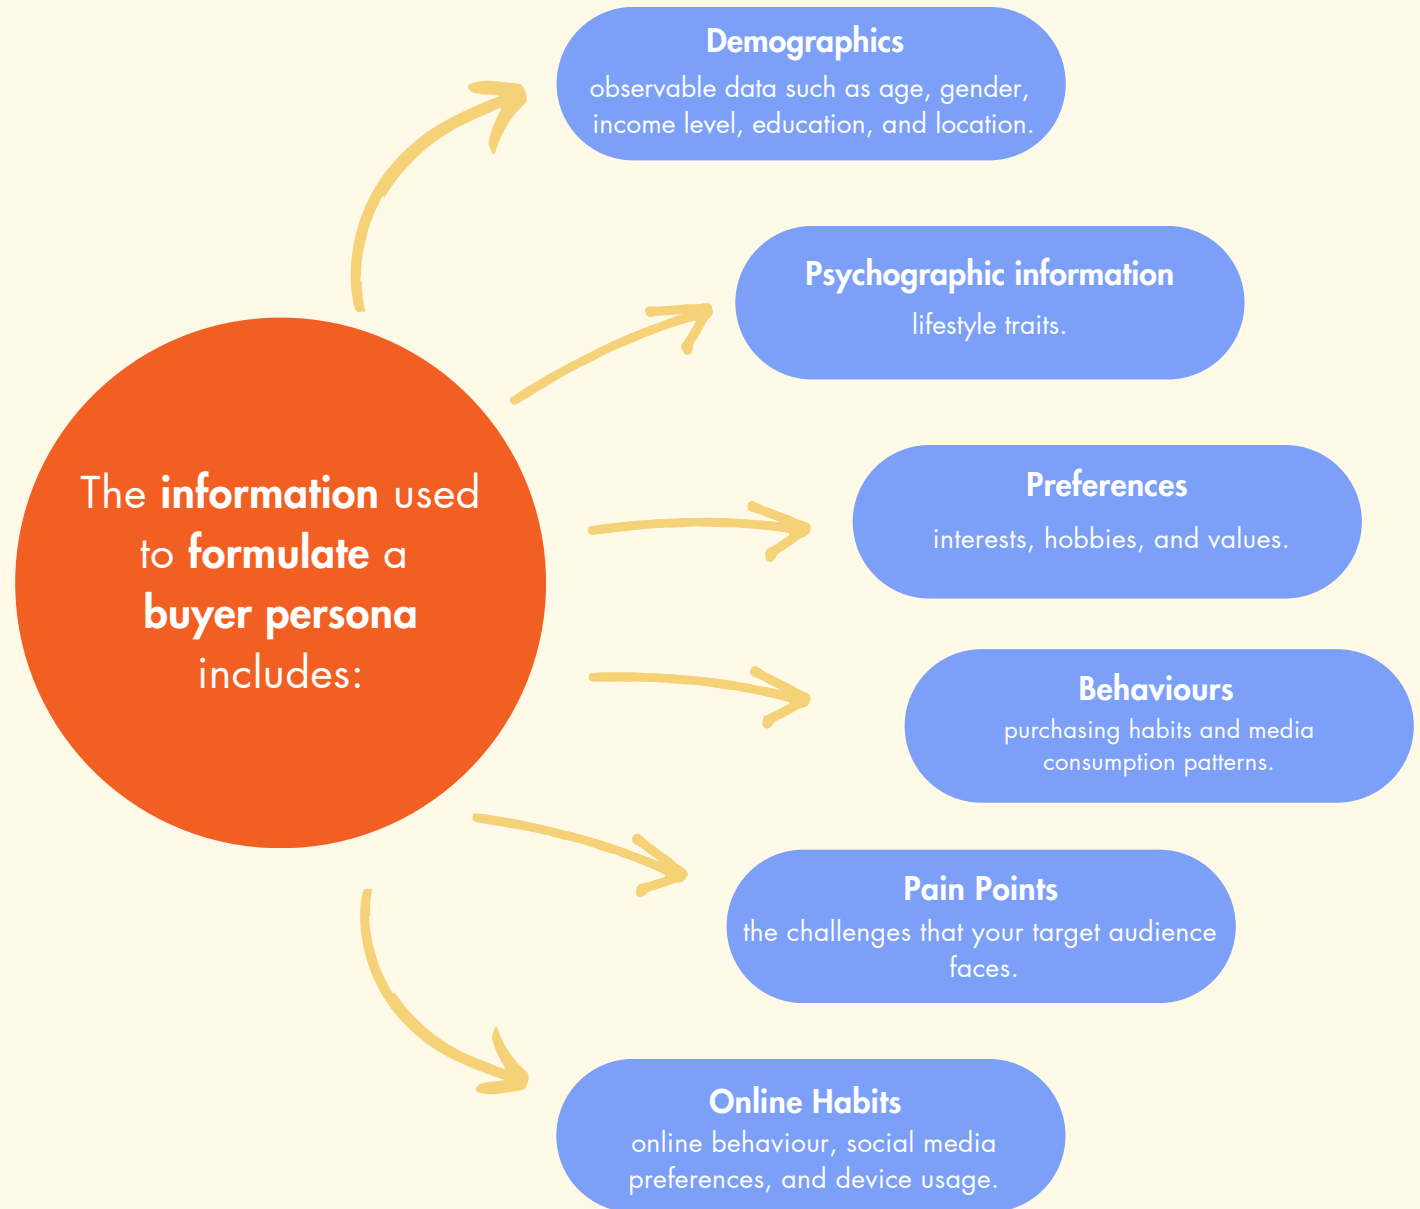 The information used
to formulate a
buyer persona
includes:
Demographics
observable data such as age, gender,
income level, education, and location.
Psychographic information
lifestyle traits.
Preferences
interests, hobbies, and values.
Behaviours
purchasing habits and media
consumption patterns.
Pain Points
the challenges that your target audience
faces.
Online Habits
online behaviour, social media
preferences, and device usage.